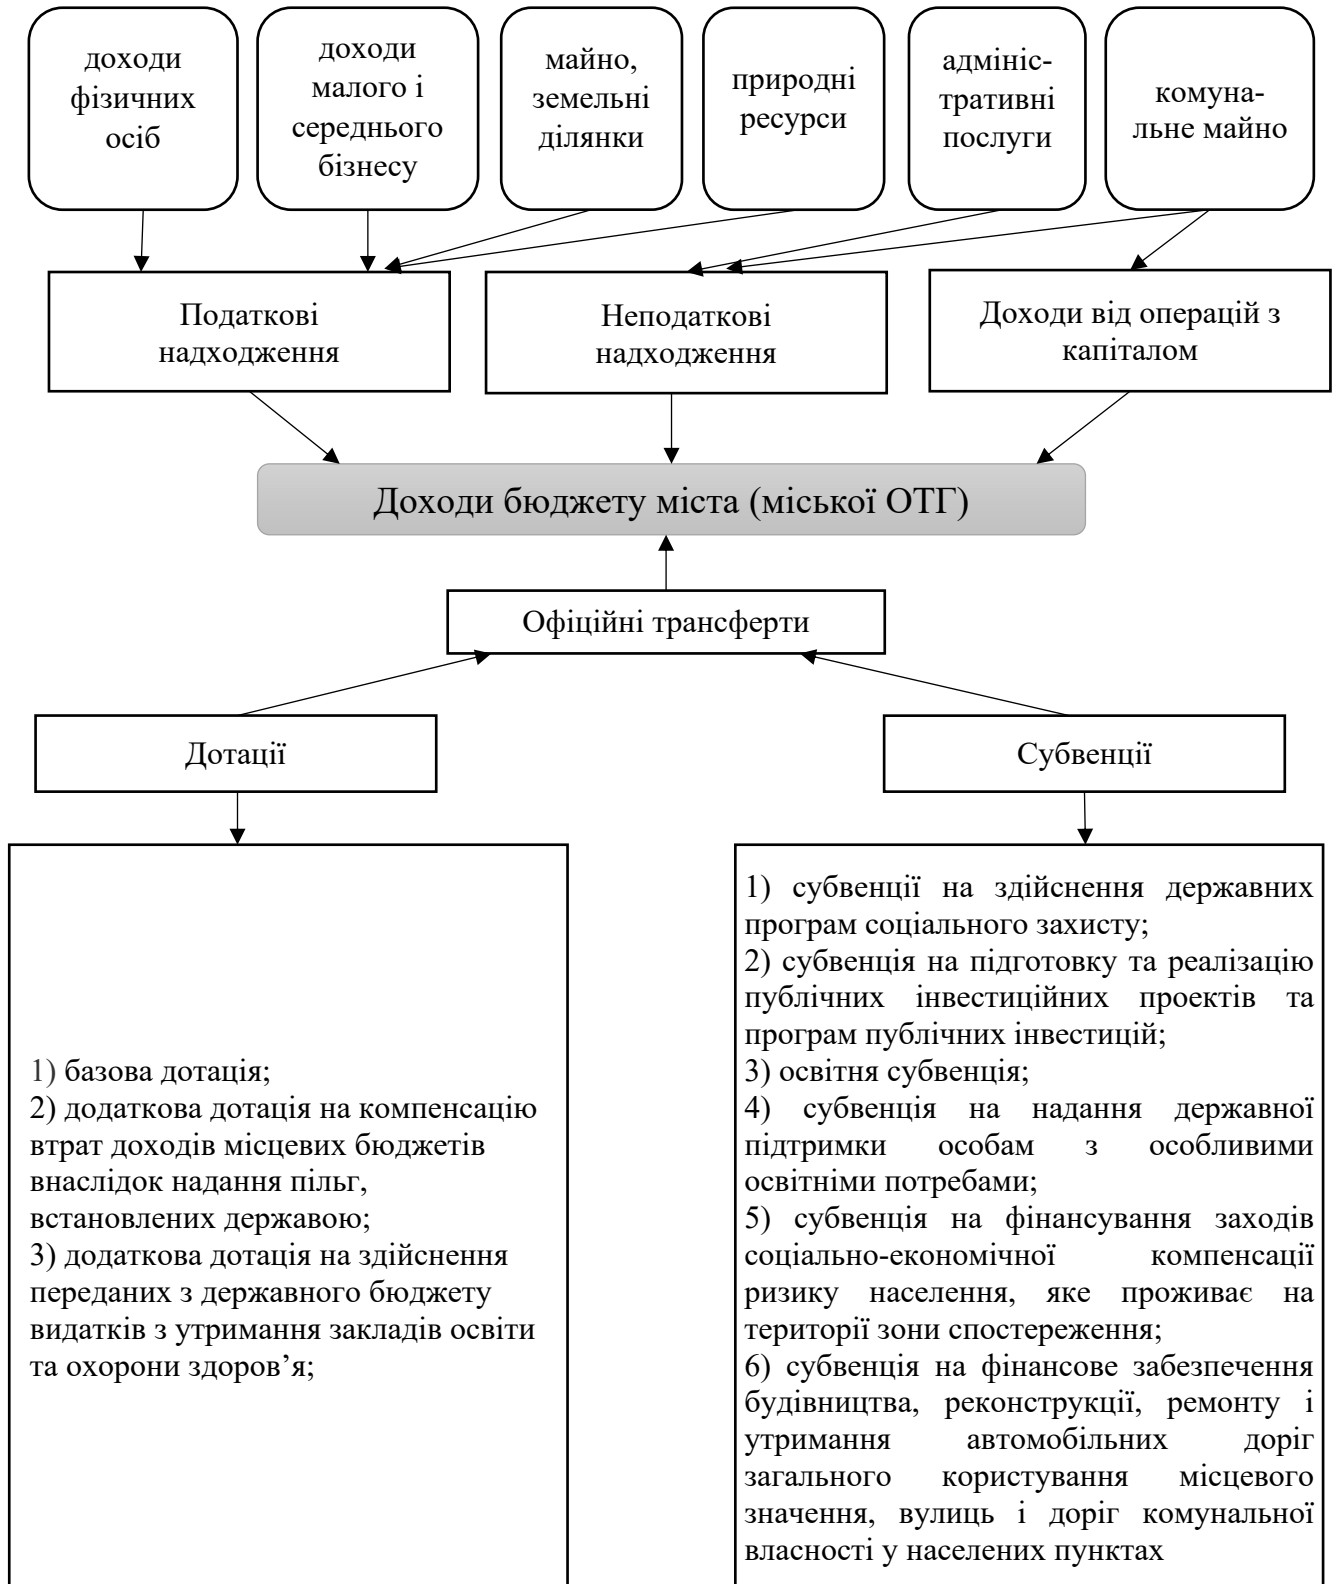 доходи
фізичних
осіб
доходи
малого і
середнього
бізнесу
майно,
земельні
ділянки
природні
ресурси
адмініс-
тративні
послуги
комуна-
льне майно
Податкові
надходження
Неподаткові
надходження
Доходи від операцій з
капіталом
Доходи бюджету міста (міської ОТГ)
Офіційні трансферти
Дотації
Субвенції
1) базова дотація;
2) додаткова дотація на компенсацію
втрат доходів місцевих бюджетів
внаслідок надання пільг,
встановлених державою;
3) додаткова дотація на здійснення
переданих з державного бюджету
видатків з утримання закладів освіти
та охорони здоров’я;
1) субвенції на здійснення державних
програм соціального захисту;
2) субвенція на підготовку та реалізацію
публічних інвестиційних проектів та
програм публічних інвестицій;
3) освітня субвенція;
4) субвенція на надання державної
підтримки особам з особливими
освітніми потребами;
5) субвенція на фінансування заходів
соціально-економічної компенсації
ризику населення, яке проживає на
території зони спостереження;
6) субвенція на фінансове забезпечення
будівництва, реконструкції, ремонту і
утримання автомобільних доріг
загального користування місцевого
значення, вулиць і доріг комунальної
власності у населених пунктах